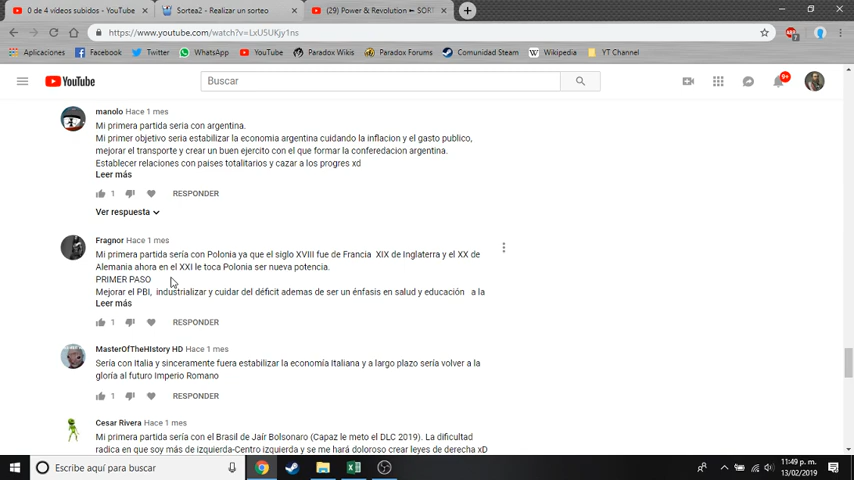 0 de 4 vídeos subidos - YouTube
Sortea2 - Realizar un sorteo
(29) Power & Revolution ► SORT
https://www.youtube.com/watch?v=LxUSUKjy1ns
Aplicaciones
Facebook
Twitter
WhatsApp
YouTube
Paradox Wikis
Paradox Forums
Comunidad Steam
Wikipedia
YT Channel
YouTube
Buscar
9+
manolo Hace 1 mes
Mi primera partida seria con argentina.
Mi primer objetivo seria estabilizar la economia argentina cuidando la inflacion y el gasto publico,
mejorar el transporte y crear un buen ejercito con el que formar la conferedacion argentina.
Establecer relaciones con paises totalitarios y cazar a los progres xd
Leer más
1
RESPONDER
Ver respuesta
Fragnor Hace 1 mes
Mi primera partida sería con Polonia ya que el siglo XVIII fue de Francia XIX de Inglaterra y el XX de
Alemania ahora en el XXI le toca Polonia ser nueva potencia.
PRIMER PASO
Mejorar el PBI, industrializar y cuidar del déficit ademas de ser un énfasis en salud y educación a la
Leer más
1
RESPONDER
MasterOfTheHIstory HD Hace 1 mes
Sería con Italia y sinceramente fuera estabilizar la economía Italiana y a largo plazo sería volver a la
gloría al futuro Imperio Romano
1
RESPONDER
Cesar Rivera Hace 1 mes
Mi primera partida sería con el Brasil de Jaír Bolsonaro (Capaz le meto el DLC 2019). La dificultad
radica en que soy más de izquierda-Centro izquierda y se me hará doloroso crear leyes de derecha xD
Escribe aquí para buscar
11:49 p. m.
13/02/2019